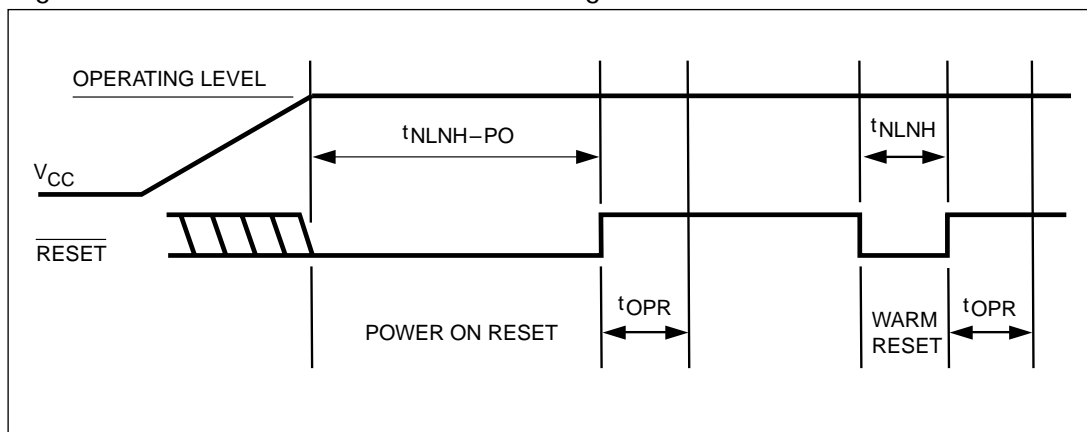 OPERATING LEVEL
tNLNH–PO
tNLNH
VCC
RESET
tOPR
tOPR
POWER ON RESET
WARM
RESET